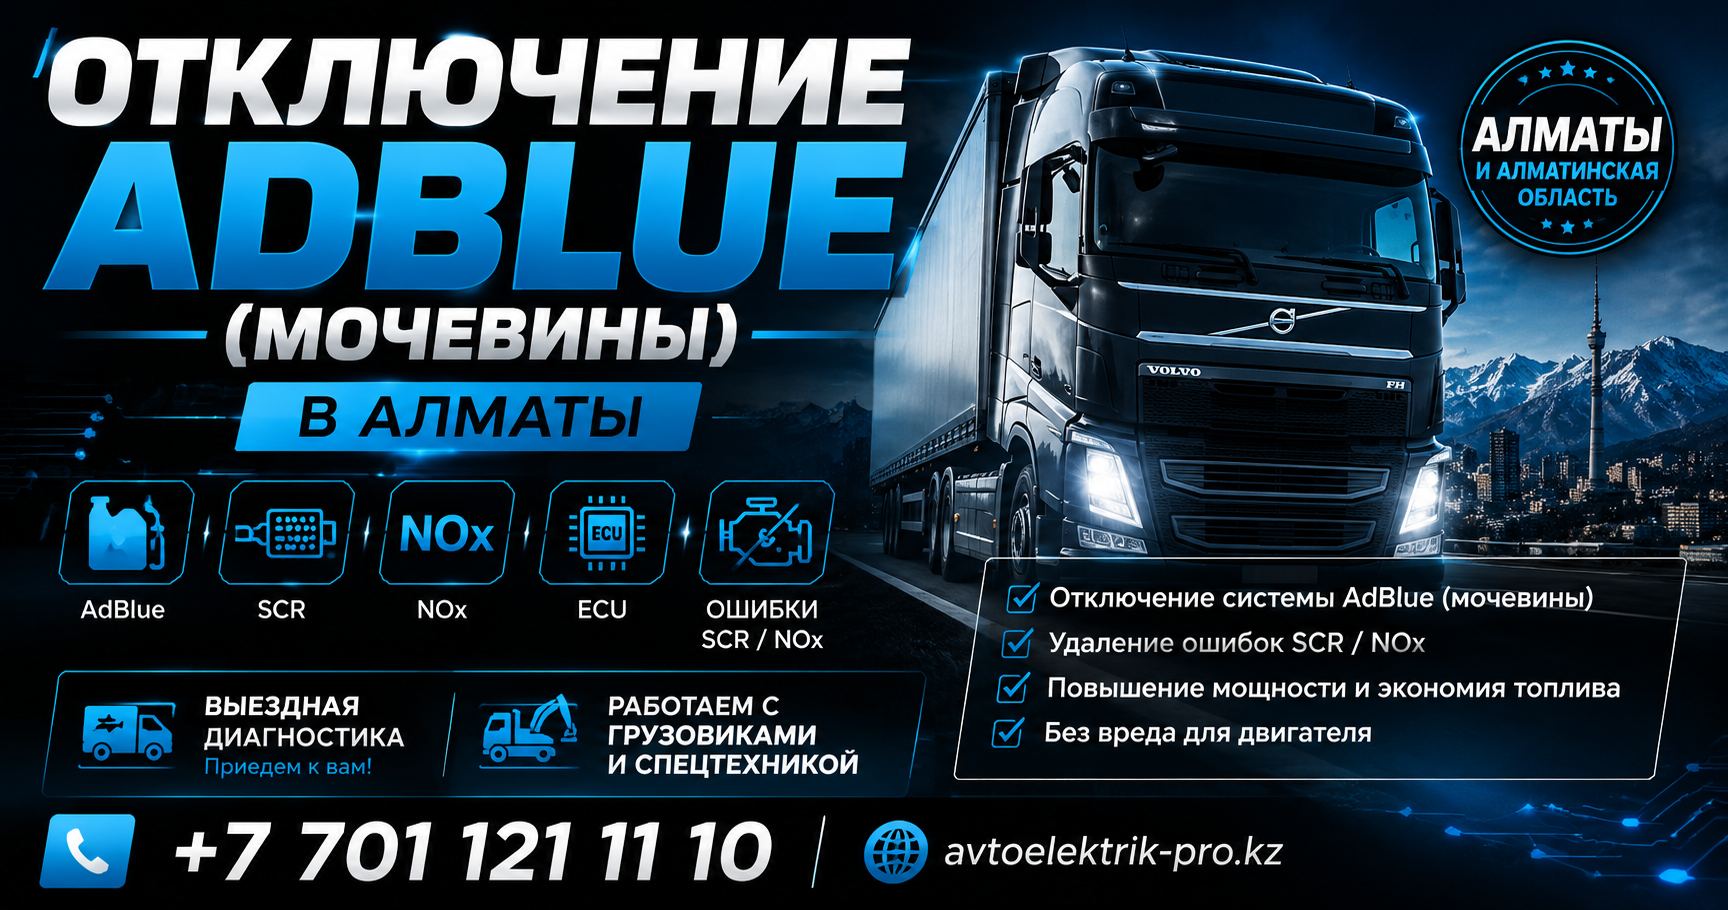 ОТКЛЮЧЕНИЕ
ADBLUE
(МОЧЕВИНЫ)
В АЛМАТЫ
АЛМАТЫ
И АЛМАТИНСКАЯ
ОБЛАСТЬ
VOLVO
FH
NOx
ECU
AdBlue
SCR
NOx
ECU
ОШИБКИ
SCR / NOx
Отключение системы AdBlue (мочевины)
Удаление ошибок SCR / NOx
Повышение мощности и экономия топлива
Без вреда для двигателя
ВЫЕЗДНАЯ
ДИАГНОСТИКА
Приедем к вам!
РАБОТАЕМ С
ГРУЗОВИКАМИ
И СПЕЦТЕХНИКОЙ
+7 701 121 11 10
avtoelektrik-pro.kz